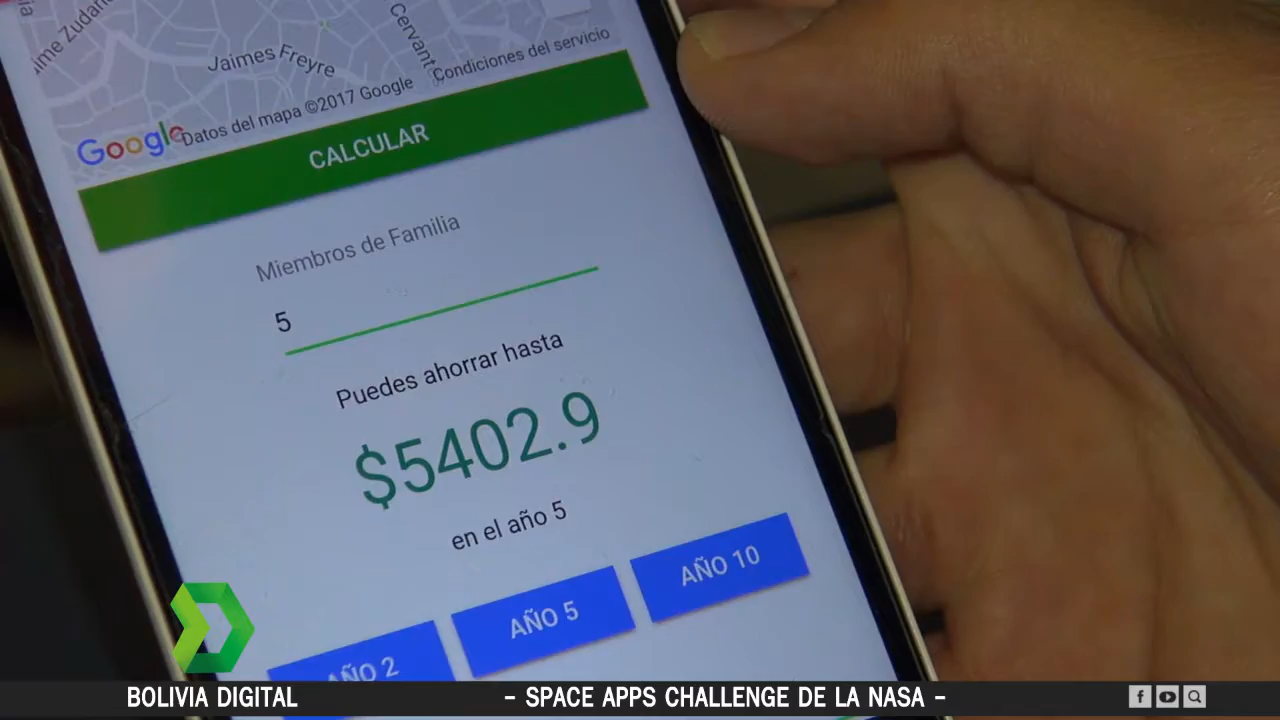 Jaime Zudañ
Jaimes Freyre
Cervant
Google
Datos del mapa ©2017 Google
Condiciones del servicio
CALCULAR
Miembros de Familia
5
Puedes ahorrar hasta
$5402.9
en el año 5
AÑO 2
AÑO 5
AÑO 10
BOLIVIA DIGITAL
- SPACE APPS CHALLENGE DE LA NASA -